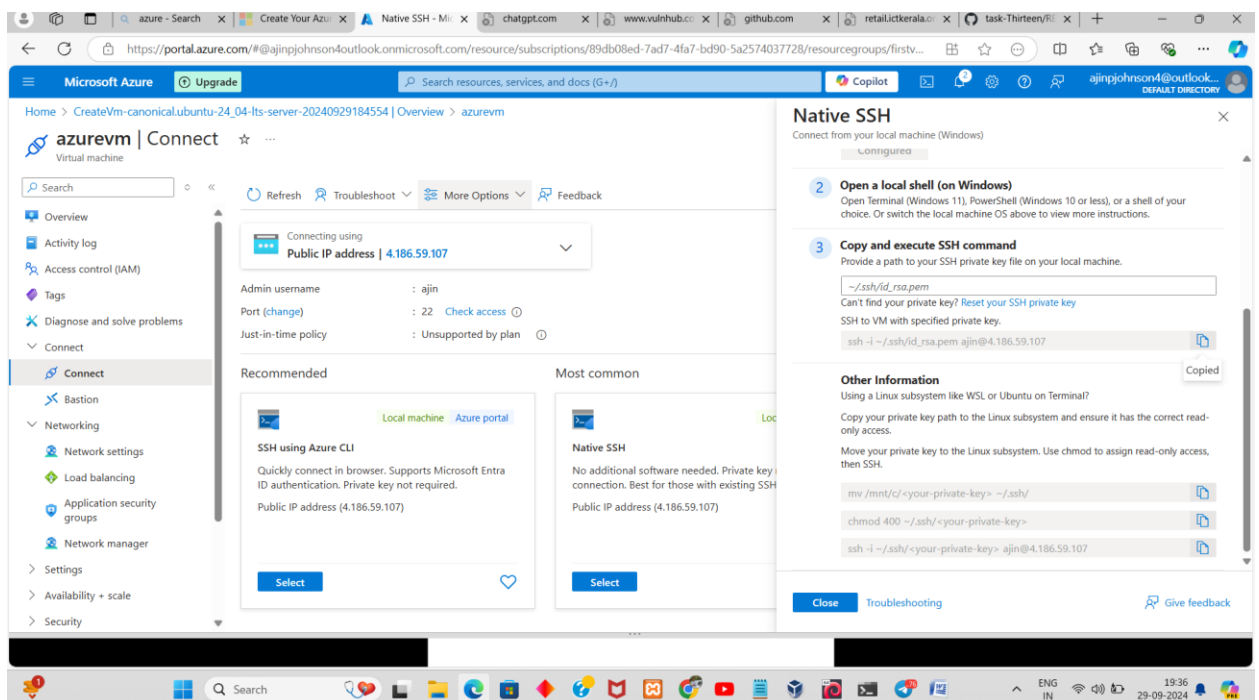 azure - Search
Create Your Azur
Native SSH - Mic
chatgpt.com
www.vulnhub.co
github.com
retail.ictkerala.or
task-Thirteen/RE
https://portal.azure.com/#@ajinpjohnson4outlook.onmicrosoft.com/resource/subscriptions/89db08ed-7ad7-4fa7-bd90-5a2574037728/resourcegroups/firstv...
Microsoft Azure
Upgrade
Search resources, services, and docs (G+/)
Copilot
2
ajinpjohnson4@outlook...
DEFAULT DIRECTORY
Home > CreateVm-canonical.ubuntu-24_04-lts-server-20240929184554 | Overview > azurevm
azurevm | Connect
Virtual machine
Search
Overview
Activity log
Access control (IAM)
Tags
Diagnose and solve problems
Connect
Connect
Bastion
Networking
Network settings
Load balancing
Application security
groups
Network manager
Settings
Availability + scale
Security
Refresh
Troubleshoot
More Options
Feedback
Connecting using
Public IP address | 4.186.59.107
Admin username : ajin
Port (change) : 22 Check access
Just-in-time policy : Unsupported by plan
Recommended
Local machine Azure portal
SSH using Azure CLI
Quickly connect in browser. Supports Microsoft Entra
ID authentication. Private key not required.
Public IP address (4.186.59.107)
Select
Most common
Loc
Native SSH
No additional software needed. Private key
connection. Best for those with existing SSH
Public IP address (4.186.59.107)
Select
Native SSH
Connect from your local machine (Windows)
Configured
2 Open a local shell (on Windows)
Open Terminal (Windows 11), PowerShell (Windows 10
or less), or a shell of your
choice. Or switch the local machine OS above to view
more instructions.
3 Copy and execute SSH command
Provide a path to your SSH private key file on your local machine.
~/.ssh/id_rsa.pem
Can't find your private key? Reset your SSH private key
SSH to VM with specified private key.
ssh -i ~/.ssh/id_rsa.pem ajin@4.186.59.107
Copied
Other Information
Using a Linux subsystem like WSL or Ubuntu on Terminal?
Copy your private key path to the Linux subsystem and ensure it has the correct read-
only access.
Move your private key to the Linux subsystem. Use chmod to assign read-only access,
then SSH.
mv /mnt/c/<your-private-key> ~/.ssh/
chmod 400 ~/.ssh/<your-private-key>
ssh -i ~/.ssh/<your-private-key> ajin@4.186.59.107
Close
Troubleshooting
Give feedback
Search
ENG
IN
19:36
29-09-2024